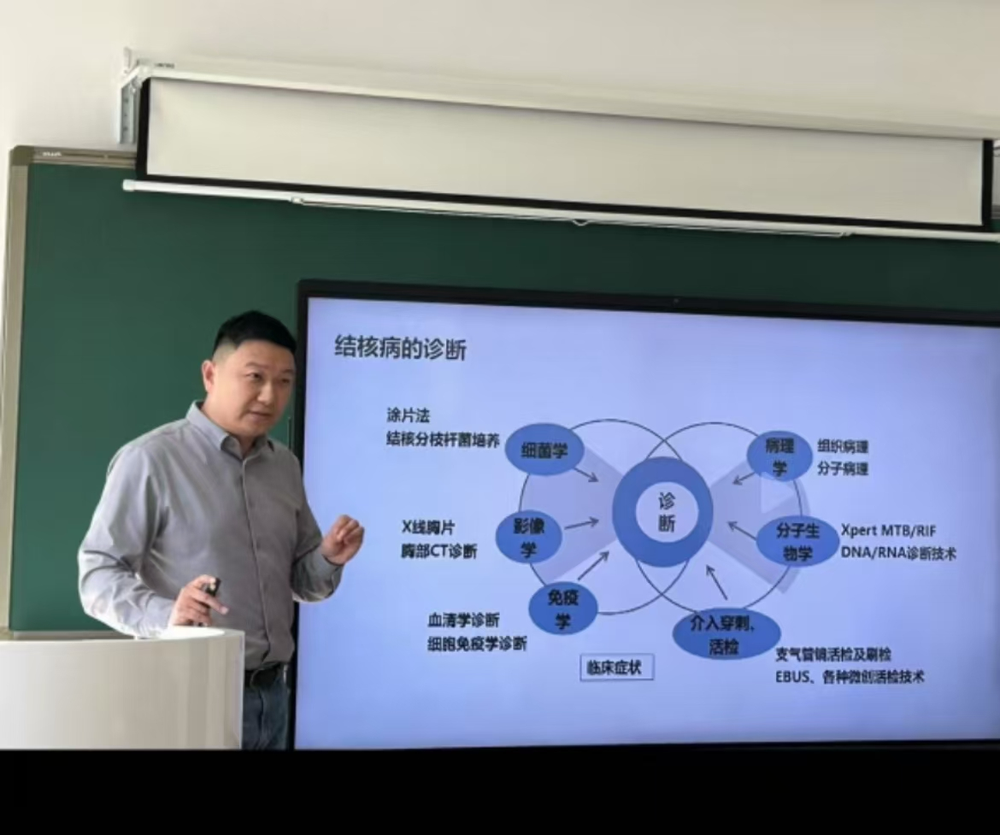 结核病的诊断
涂片法
结核分枝杆菌培养
细菌学
病理
学
组织病理
分子病理
诊
断
X线胸片
胸部CT诊断
影像
学
分子生
物学
Xpert MTB/RIF
DNA/RNA诊断技术
免疫
学
血清学诊断
细胞免疫学诊断
介入穿刺、
活检
支气管镜活检及刷检
EBUS、各种微创活检技术
临床症状